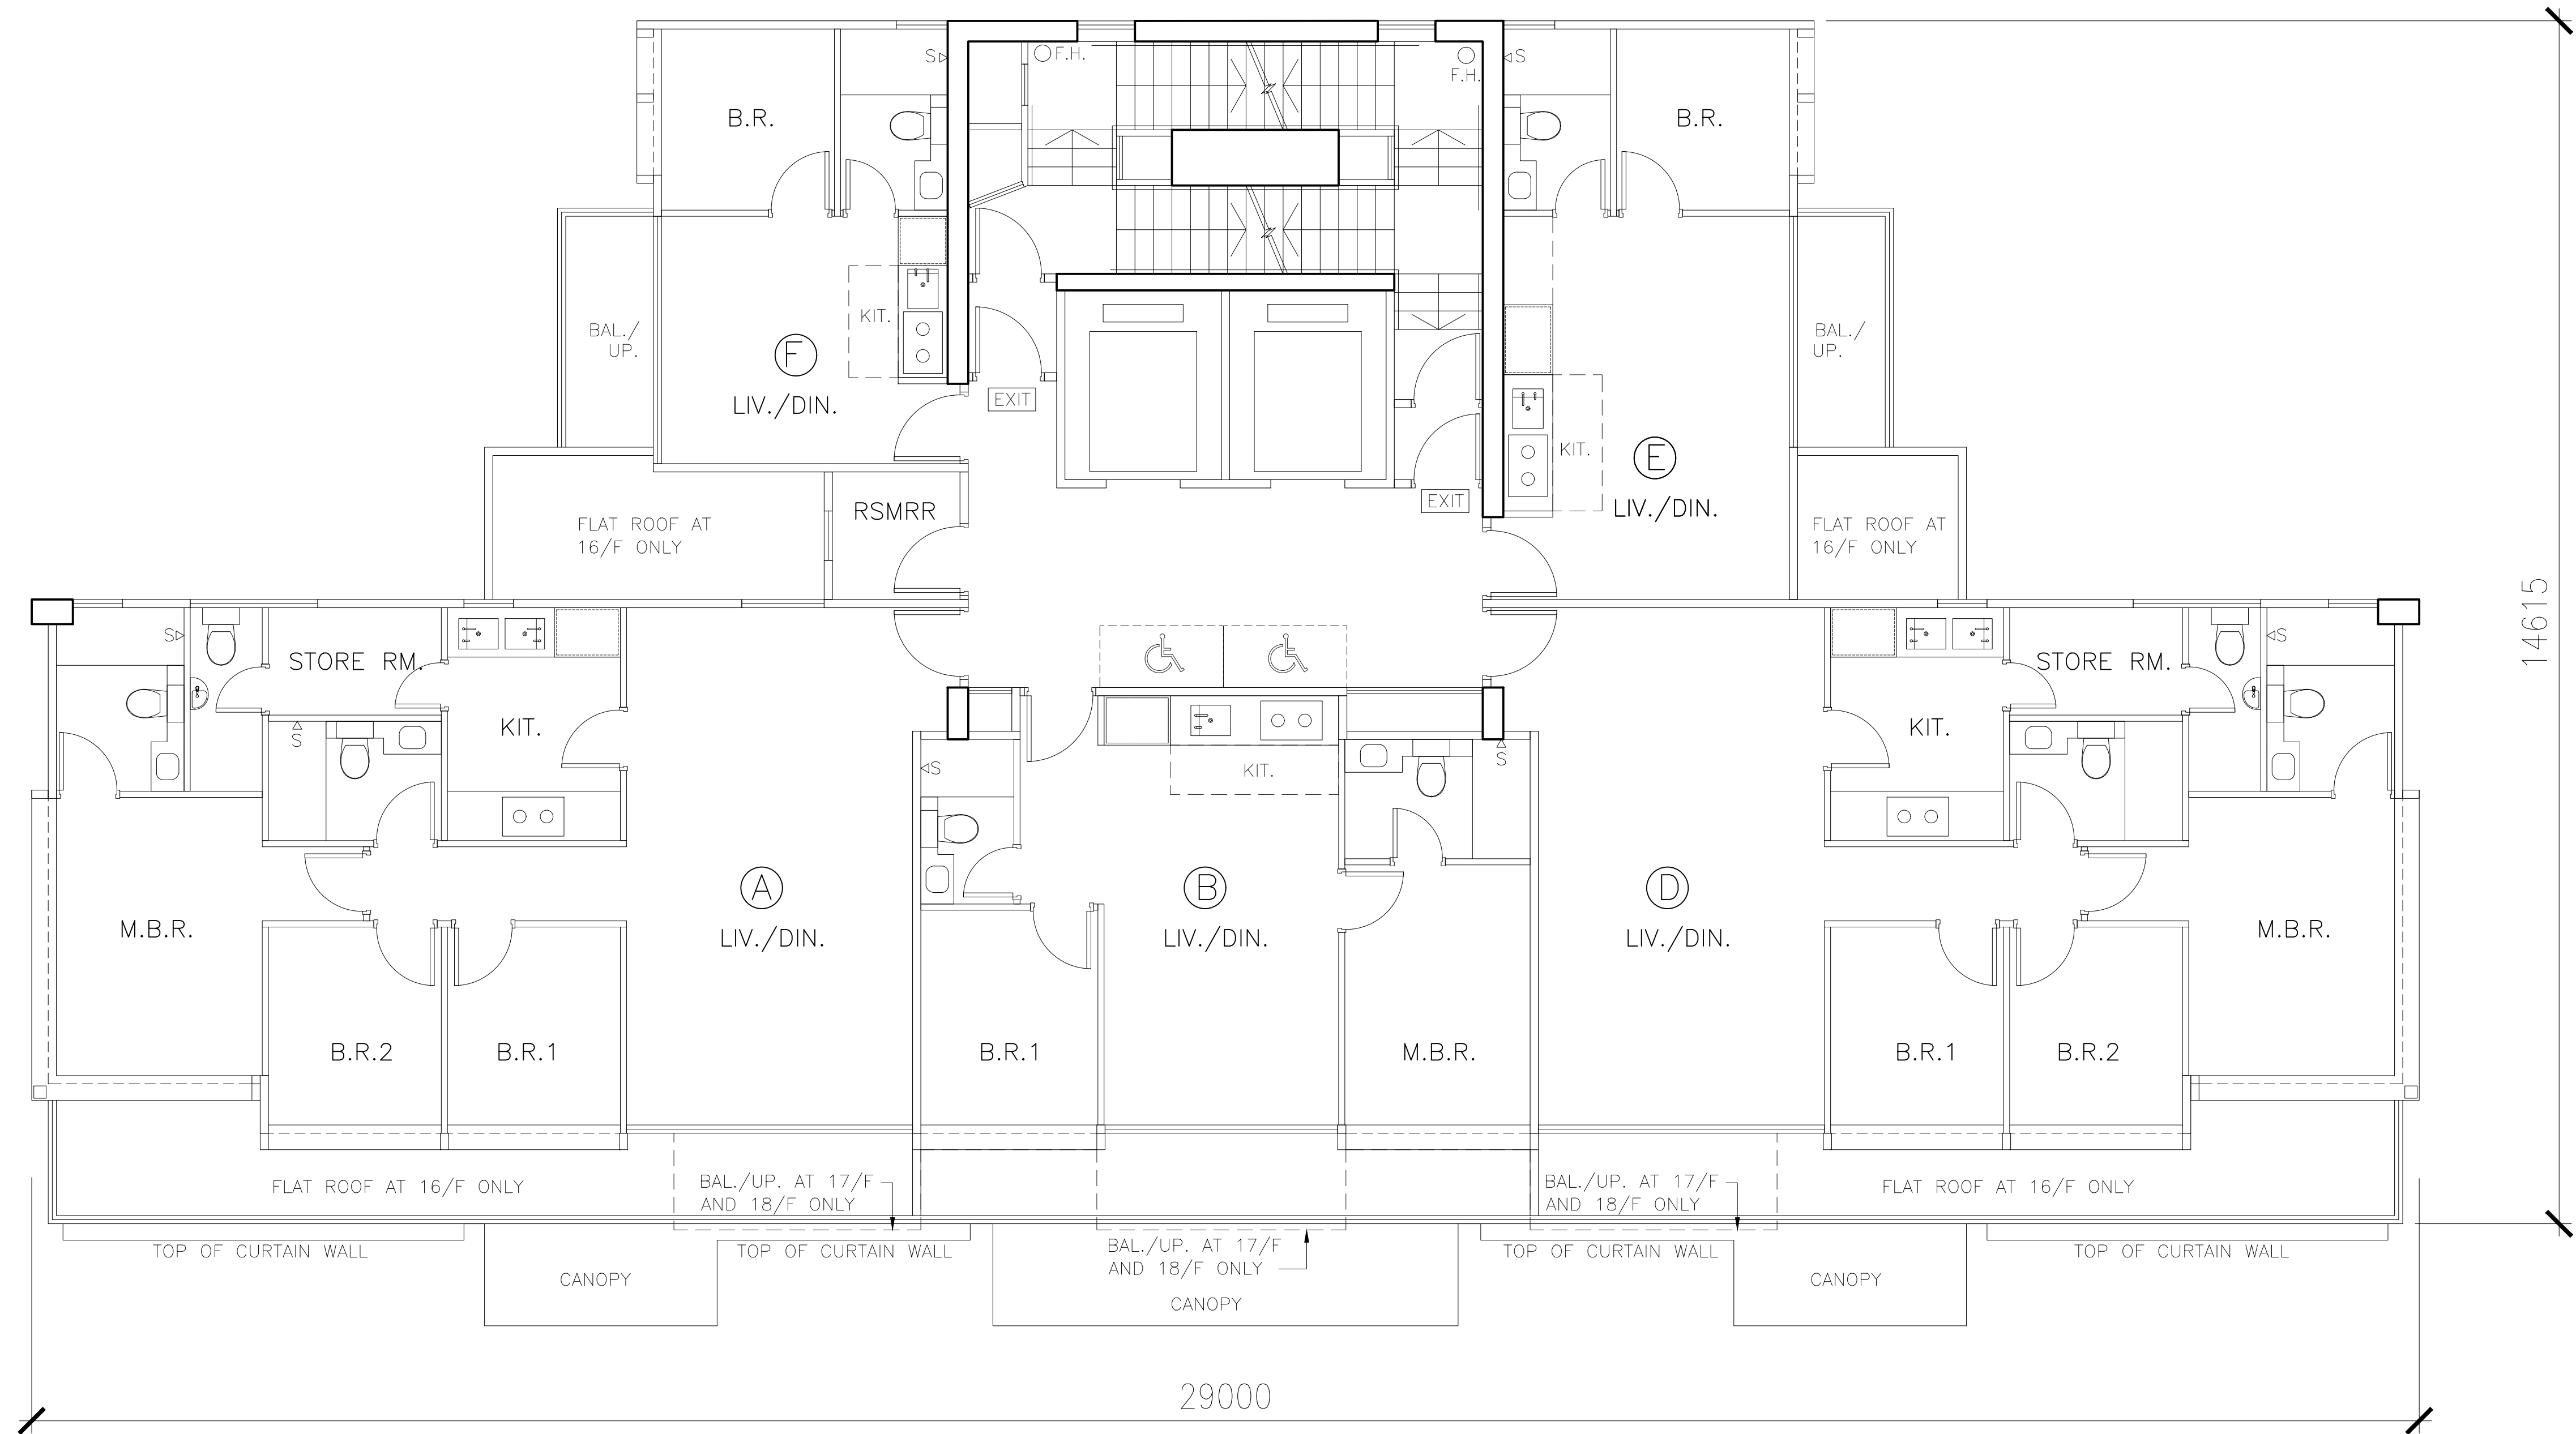 S
F.H.
F.H.
S
B.R.
B.R.
KIT.
BAL./
UP.
BAL./
UP.
F
LIV./DIN.
EXIT
KIT.
E
LIV./DIN.
EXIT
RSMRR
FLAT ROOF AT
16/F ONLY
FLAT ROOF AT
16/F ONLY
14615
S
STORE RM.
STORE RM.
S
S
KIT.
S
KIT.
S
KIT.
A
LIV./DIN.
B
LIV./DIN.
D
LIV./DIN.
M.B.R.
M.B.R.
B.R.2
B.R.1
B.R.1
M.B.R.
B.R.1
B.R.2
FLAT ROOF AT 16/F ONLY
BAL./UP. AT 17/F
AND 18/F ONLY
BAL./UP. AT 17/F
AND 18/F ONLY
FLAT ROOF AT 16/F ONLY
TOP OF CURTAIN WALL
TOP OF CURTAIN WALL
BAL./UP. AT 17/F
AND 18/F ONLY
TOP OF CURTAIN WALL
TOP OF CURTAIN WALL
CANOPY
CANOPY
CANOPY
29000